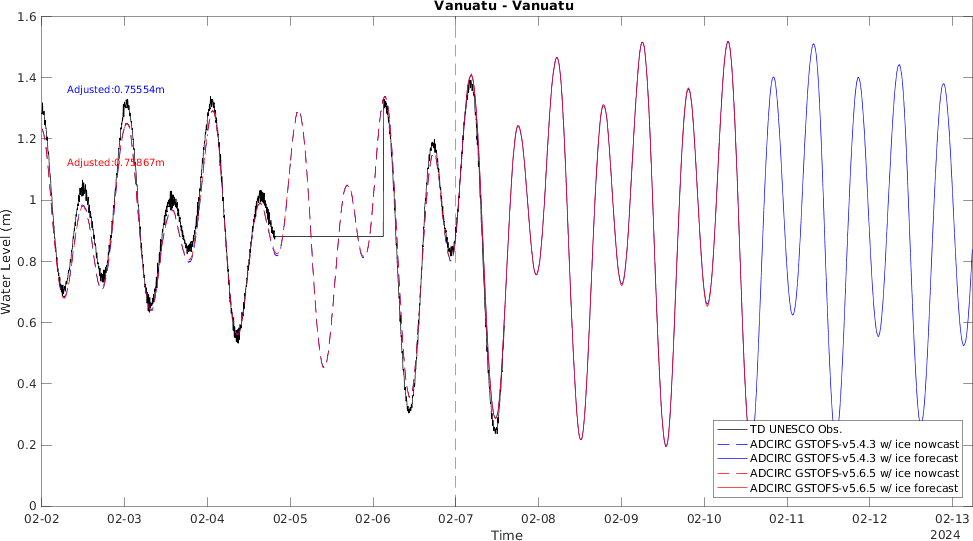 Vanuatu - Vanuatu
Water Level (m)
1.6
1.4
1.2
1
0.8
0.6
0.4
0.2
0
Adjusted:0.75554m
Adjusted:0.75867m
TD UNESCO Obs.
ADCIRC GSTOFS-v5.4.3 w/ ice nowcast
ADCIRC GSTOFS-v5.4.3 w/ ice forecast
ADCIRC GSTOFS-v5.6.5 w/ ice nowcast
ADCIRC GSTOFS-v5.6.5 w/ ice forecast
02-02 02-03 02-04 02-05 02-06 02-07 02-08 02-09 02-10 02-11 02-12 02-13
Time
2024